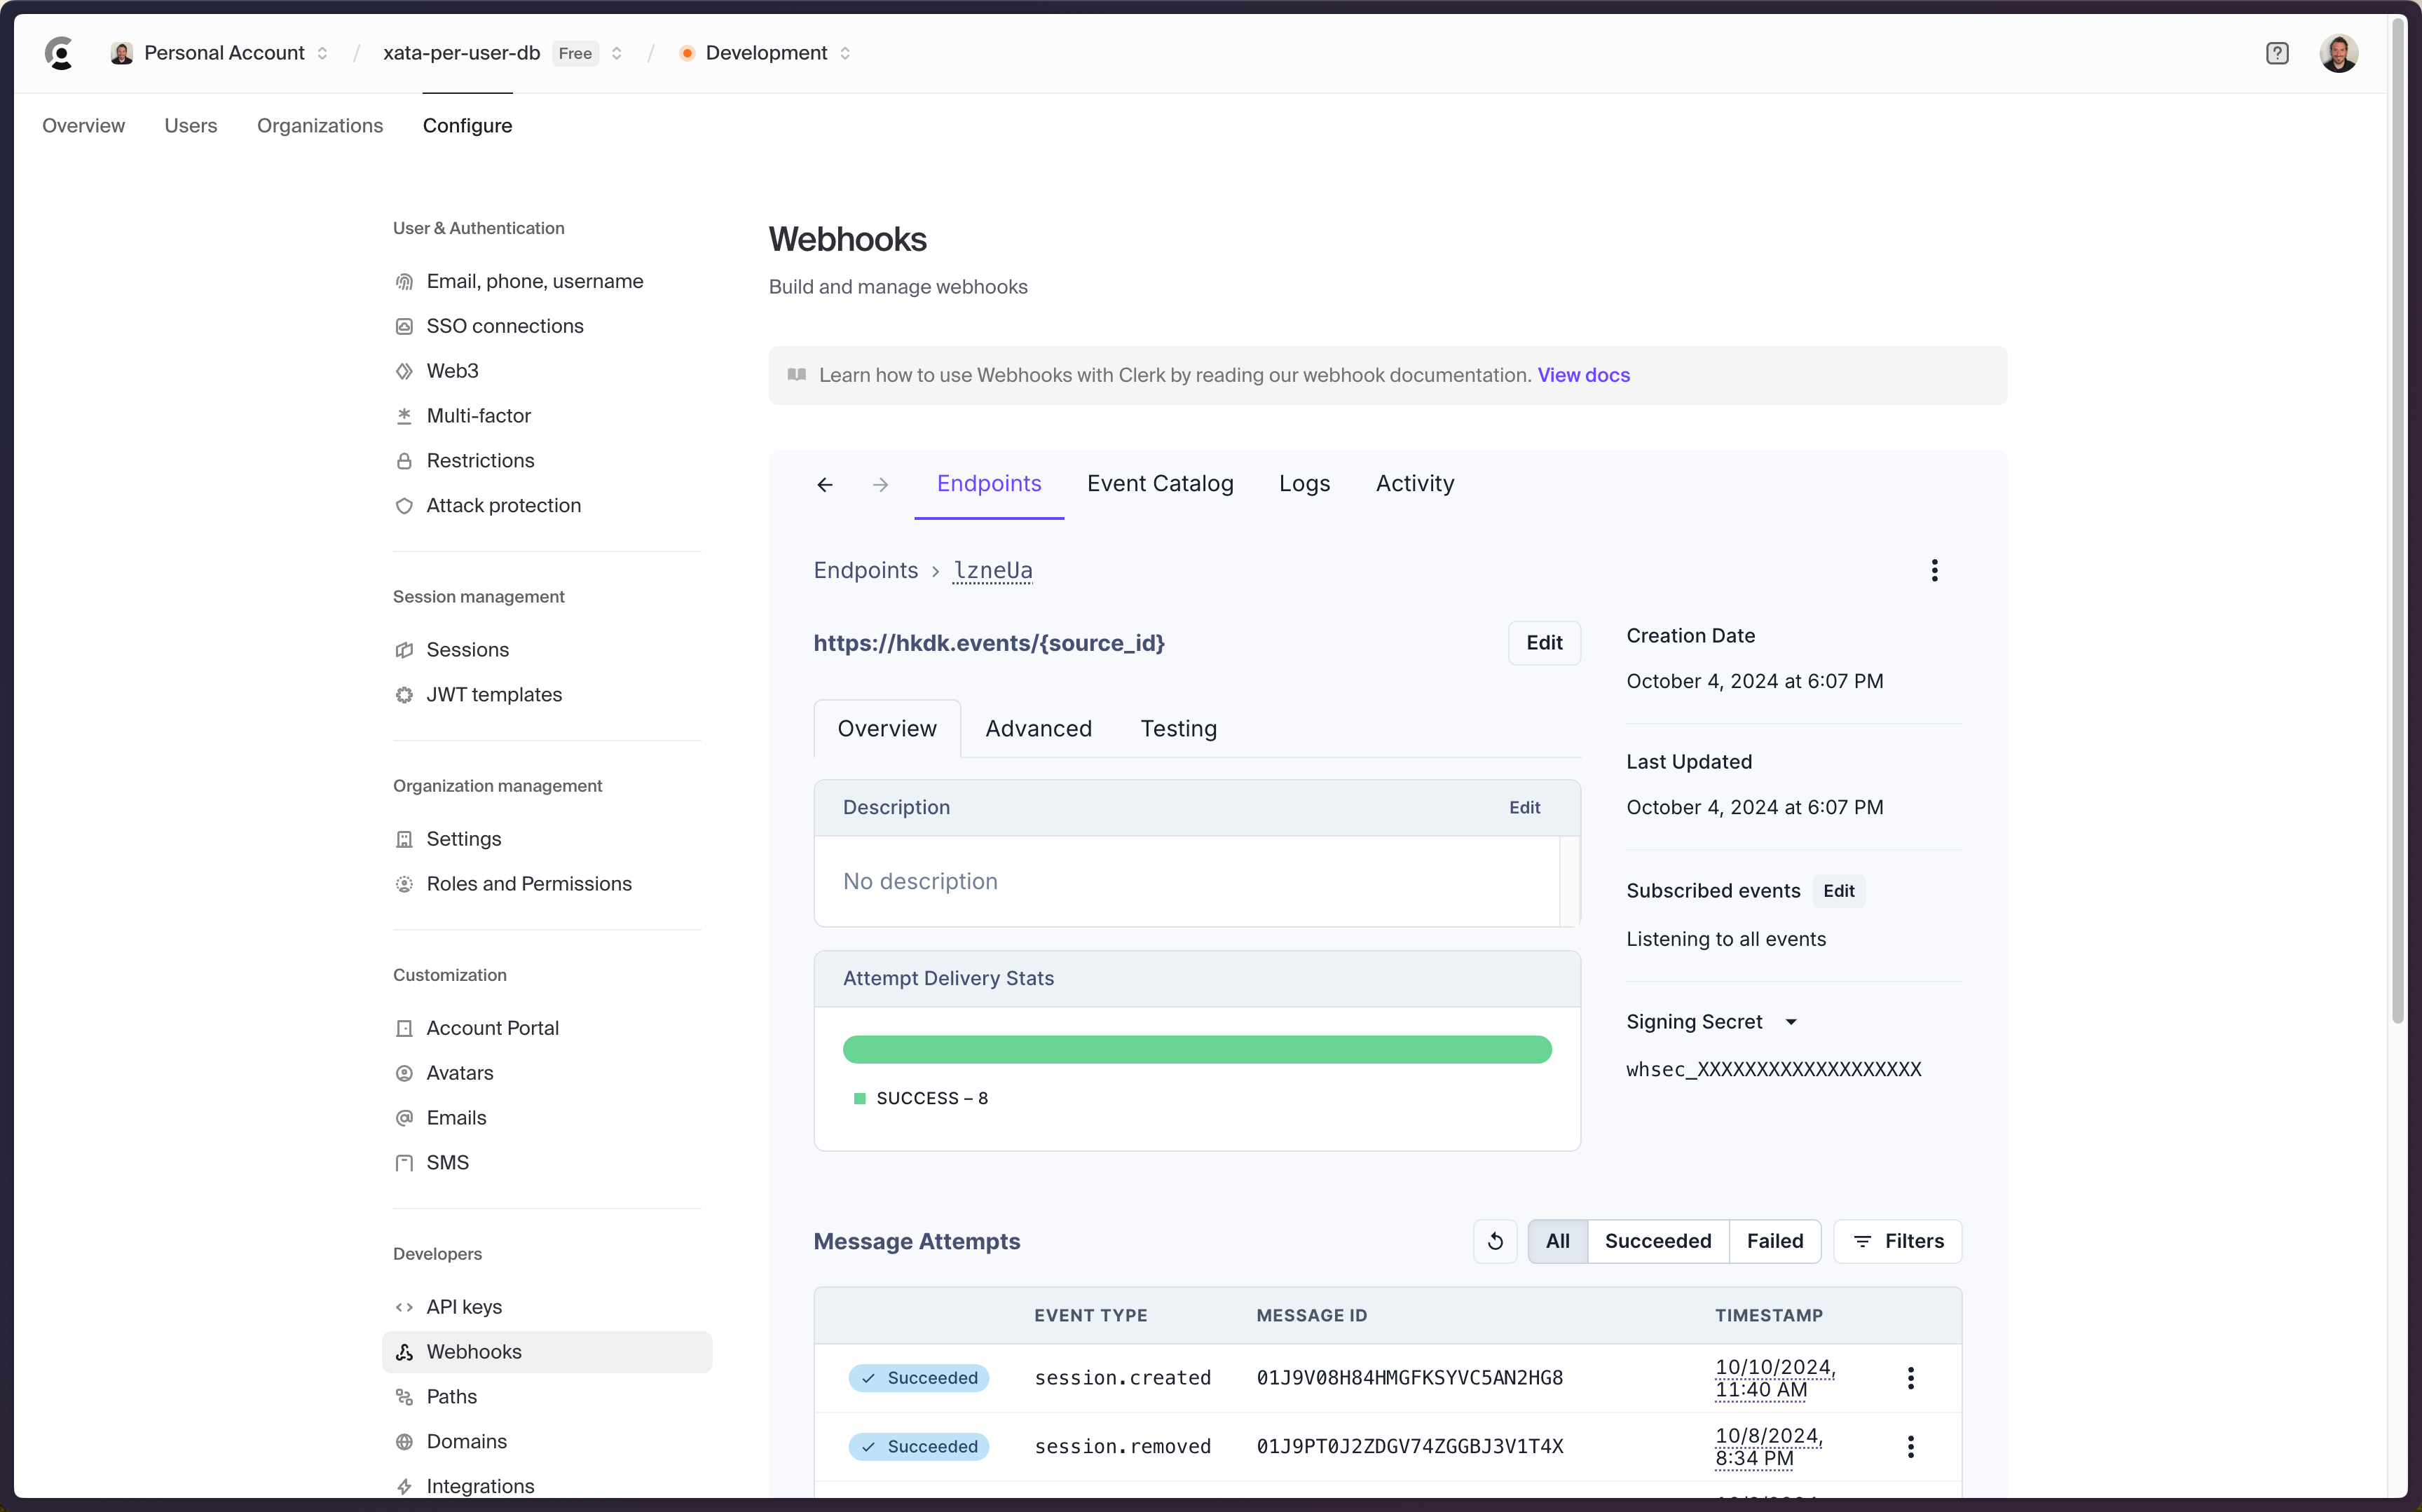 Personal Account / xata-per-user-db Free / Development
Overview Users Organizations Configure
User & Authentication
Email, phone, username
SSO connections
Web3
Multi-factor
Restrictions
Attack protection
Session management
Sessions
JWT templates
Organization management
Settings
Roles and Permissions
Customization
Account Portal
Avatars
Emails
SMS
Developers
API keys
Webhooks
Paths
Domains
Integrations
Webhooks
Build and manage webhooks
Learn how to use Webhooks with Clerk by reading our webhook documentation. View docs
Endpoints Event Catalog Logs Activity
Endpoints > lzneUa
https://hkdk.events/{source_id} Edit
Overview Advanced Testing
Description Edit
No description
Attempt Delivery Stats
SUCCESS – 8
Creation Date
October 4, 2024 at 6:07 PM
Last Updated
October 4, 2024 at 6:07 PM
Subscribed events Edit
Listening to all events
Signing Secret
whsec_XXXXXXXXXXXXXXXXXXX
Message Attempts All Succeeded Failed Filters
EVENT TYPE MESSAGE ID TIMESTAMP
Succeeded session.created 01J9V08H84HMGFKSYVC5AN2HG8 10/10/2024,
11:40 AM
Succeeded session.removed 01J9PT0J2ZDGV74ZGGBJ3V1T4X 10/8/2024,
8:34 PM